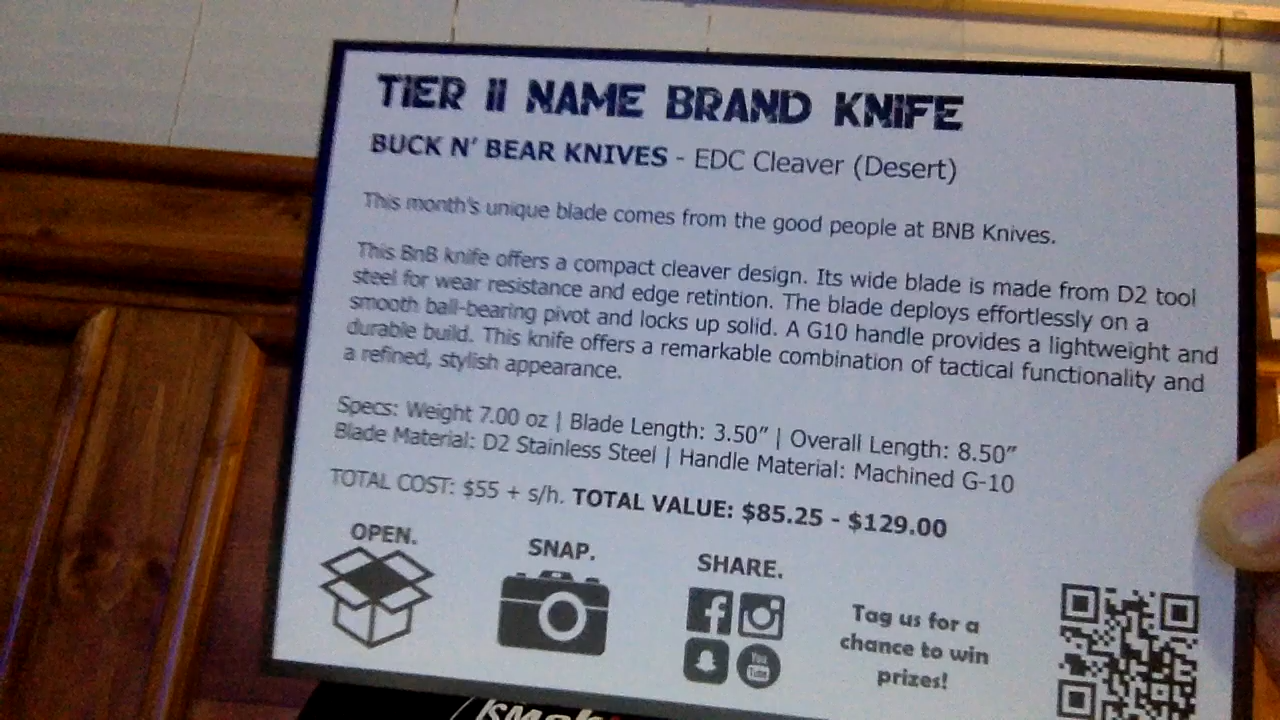 TIER II NAME BRAND KNIFE
BUCK N' BEAR KNIVES - EDC Cleaver (Desert)
This month's unique blade comes from the good people at BNB Knives.
This BnB knife offers a compact cleaver design. Its wide blade is made from D2 tool
steel for wear resistance and edge retintion. The blade deploys effortlessly on a
smooth ball-bearing pivot and locks up solid. A G10 handle provides a lightweight and
durable build. This knife offers a remarkable combination of tactical functionality and
a refined, stylish appearance.
Specs: Weight 7.00 oz | Blade Length: 3.50” | Overall Length: 8.50”
Blade Material: D2 Stainless Steel | Handle Material: Machined G-10
TOTAL COST: $55 + s/h. TOTAL VALUE: $85.25 - $129.00
OPEN.
SNAP.
SHARE.
You
Tube
Tag us for a
chance to win
prizes!